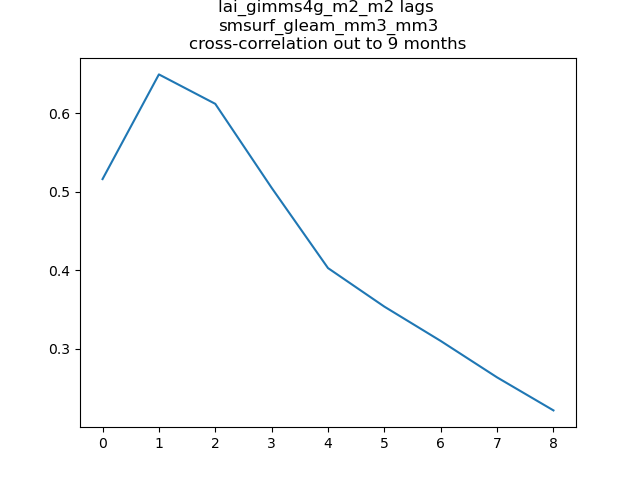 lai_gimms4g_m2_m2 lags
smsurf_gleam_mm3_mm3
cross-correlation out to 9 months
0.6
0.5
0.4
0.3
0 1 2 3 4 5 6 7 8